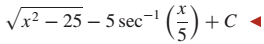 √x² − 25 − 5 sec⁻¹ (x/5) + C